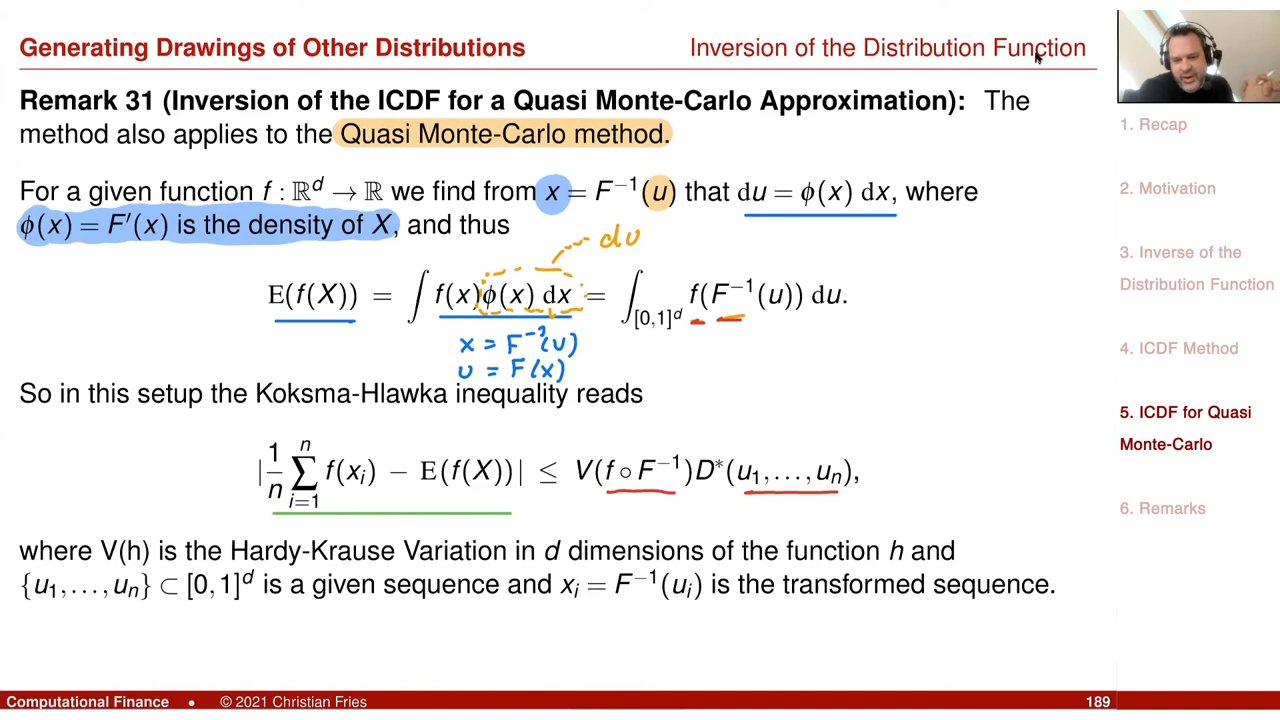 Generating Drawings of Other Distributions
Inversion of the Distribution Function
Remark 31 (Inversion of the ICDF for a Quasi Monte-Carlo Approximation): The
method also applies to the Quasi Monte-Carlo method.
For a given function f : ℝᵈ → ℝ we find from x = F⁻¹(u) that du = ϕ(x) dx, where
ϕ(x) = F′(x) is the density of X, and thus
du
E(f(X)) = ∫ f(x)ϕ(x) dx = ∫_[0,1]ᵈ f(F⁻¹(u)) du.
x = F⁻¹(u)
u = F(x)
So in this setup the Koksma-Hlawka inequality reads
|1/n ∑_{i=1}^{n} f(x_i) − E(f(X))| ≤ V(f ∘ F⁻¹)D*(u₁, . . . , u_n),
where V(h) is the Hardy-Krause Variation in d dimensions of the function h and
{u₁, . . . , u_n} ⊂ [0, 1]ᵈ is a given sequence and x_i = F⁻¹(u_i) is the transformed sequence.
1. Recap
2. Motivation
3. Inverse of the
Distribution Function
4. ICDF Method
5. ICDF for Quasi
Monte-Carlo
6. Remarks
Computational Finance • © 2021 Christian Fries
189